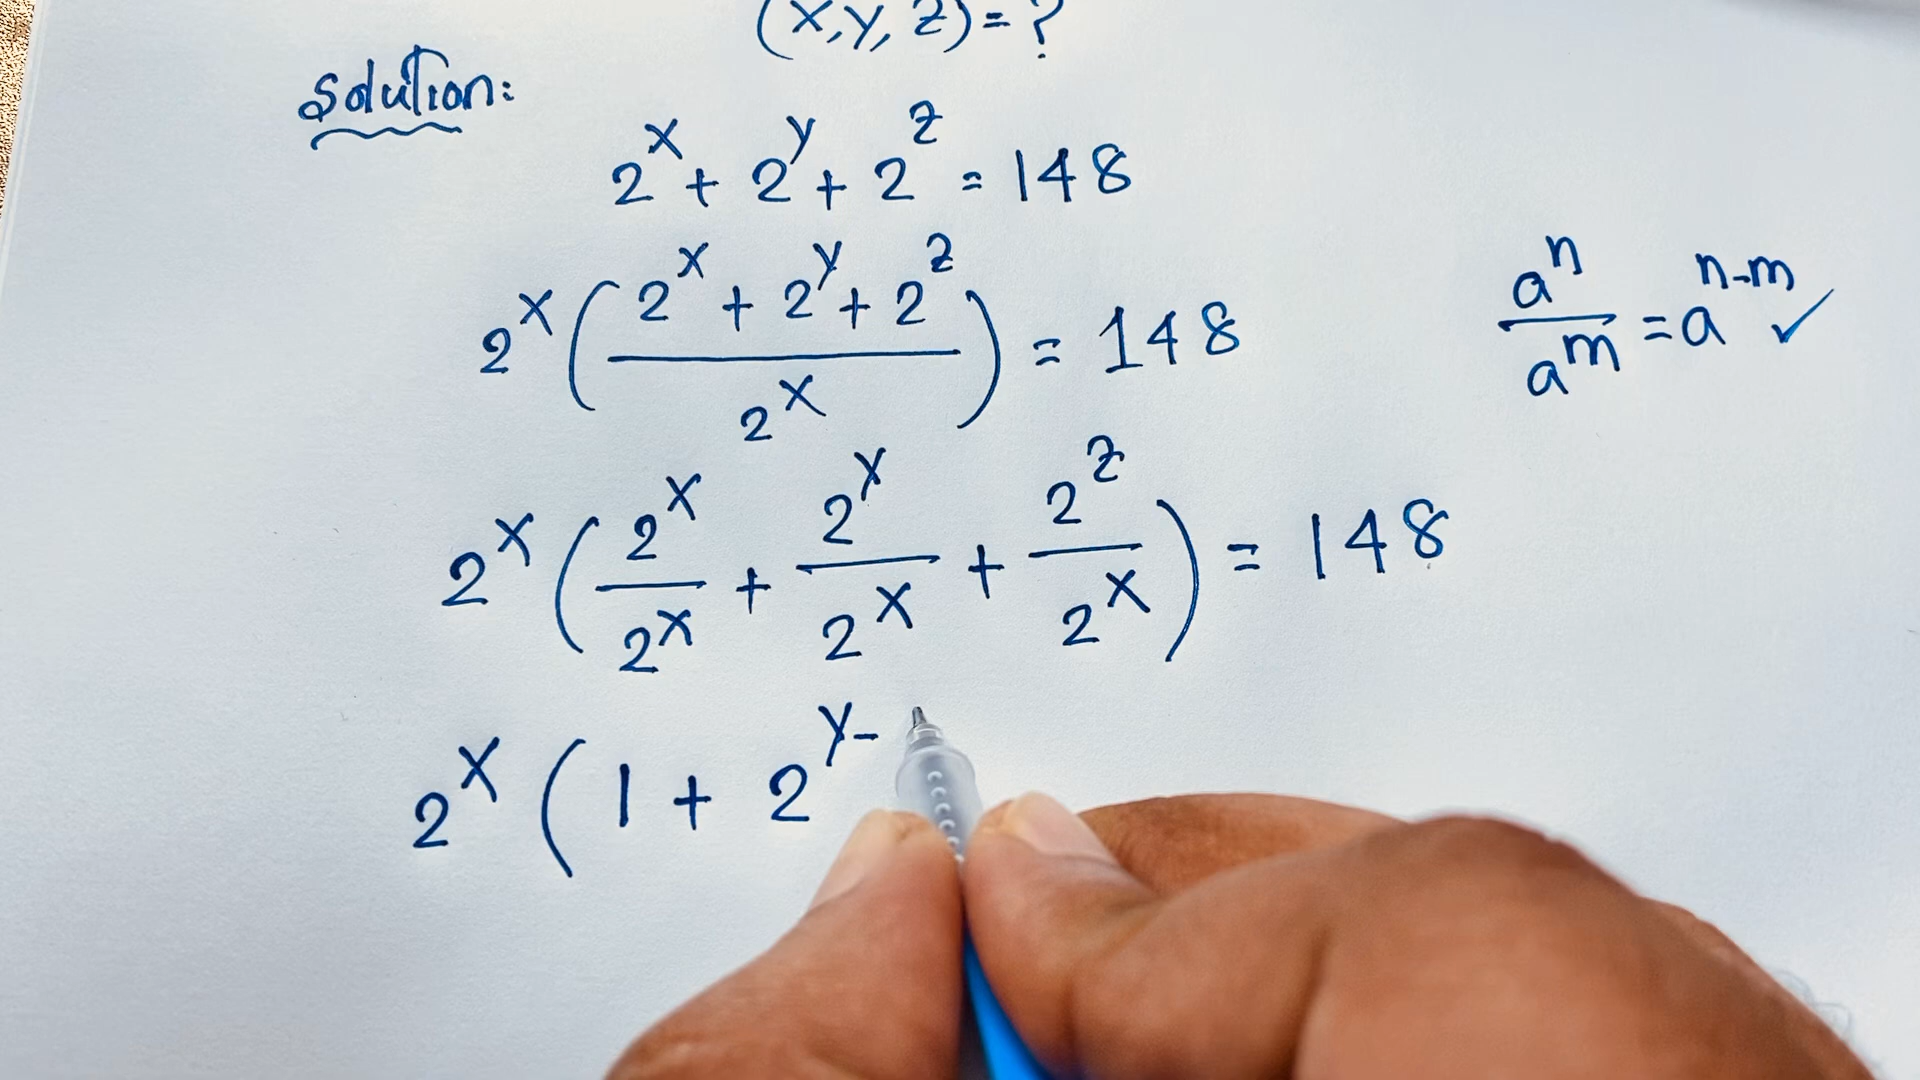 (x, y, z) = ?
Solution:
2^x + 2^y + 2^z = 148
2^x ( (2^x + 2^y + 2^z) / 2^x ) = 148
a^n / a^m = a^(n-m) ✓
2^x ( 2^x / 2^x + 2^y / 2^x + 2^z / 2^x ) = 148
2^x ( 1 + 2^(y-